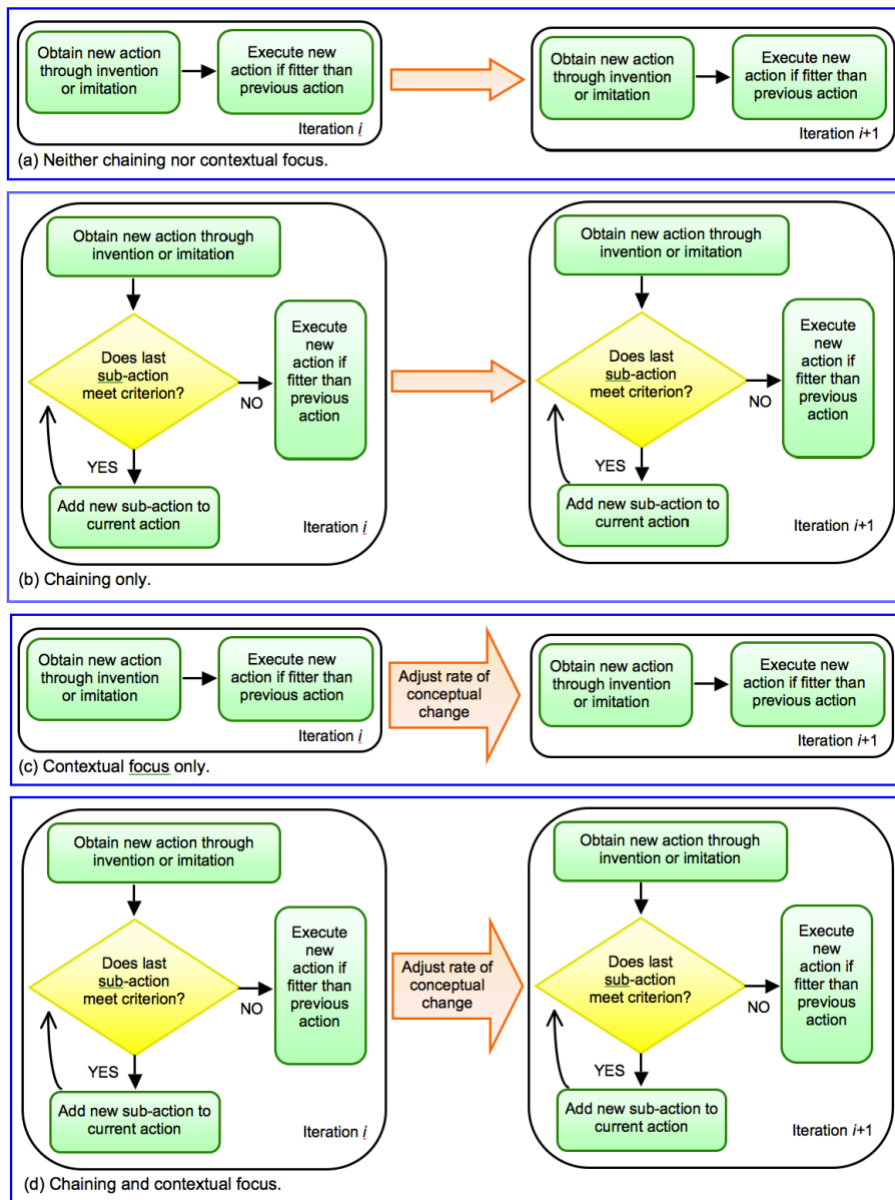 Obtain new action
through invention
or imitation
Execute new
action if fitter than
previous action
Iteration i
Obtain new action
through invention
or imitation
Execute new
action if fitter than
previous action
Iteration i+1
(a) Neither chaining nor contextual focus.
Obtain new action through
invention or imitation
Does last
sub-action
meet criterion?
NO
Execute
new
action if
fitter than
previous
action
YES
Add new sub-action to
current action
Iteration i
Obtain new action through
invention or imitation
Does last
sub-action
meet criterion?
NO
Execute
new
action if
fitter than
previous
action
YES
Add new sub-action to
current action
Iteration i+1
(b) Chaining only.
Obtain new action
through invention
or imitation
Execute new
action if fitter than
previous action
Iteration i
Adjust rate of
conceptual
change
Obtain new action
through invention
or imitation
Execute new
action if fitter than
previous action
Iteration i+1
(c) Contextual focus only.
Obtain new action through
invention or imitation
Does last
sub-action
meet criterion?
NO
Execute
new
action if
fitter than
previous
action
YES
Add new sub-action to
current action
Iteration i
Adjust rate of
conceptual
change
Obtain new action through
invention or imitation
Does last
sub-action
meet criterion?
NO
Execute
new
action if
fitter than
previous
action
YES
Add new sub-action to
current action
Iteration i+1
(d) Chaining and contextual focus.